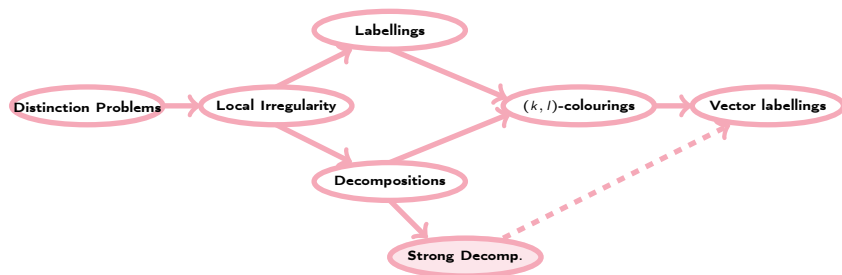 Labellings
Distinction Problems
Local Irregularity
(k, l)-colourings
Vector labellings
Decompositions
Strong Decomp.